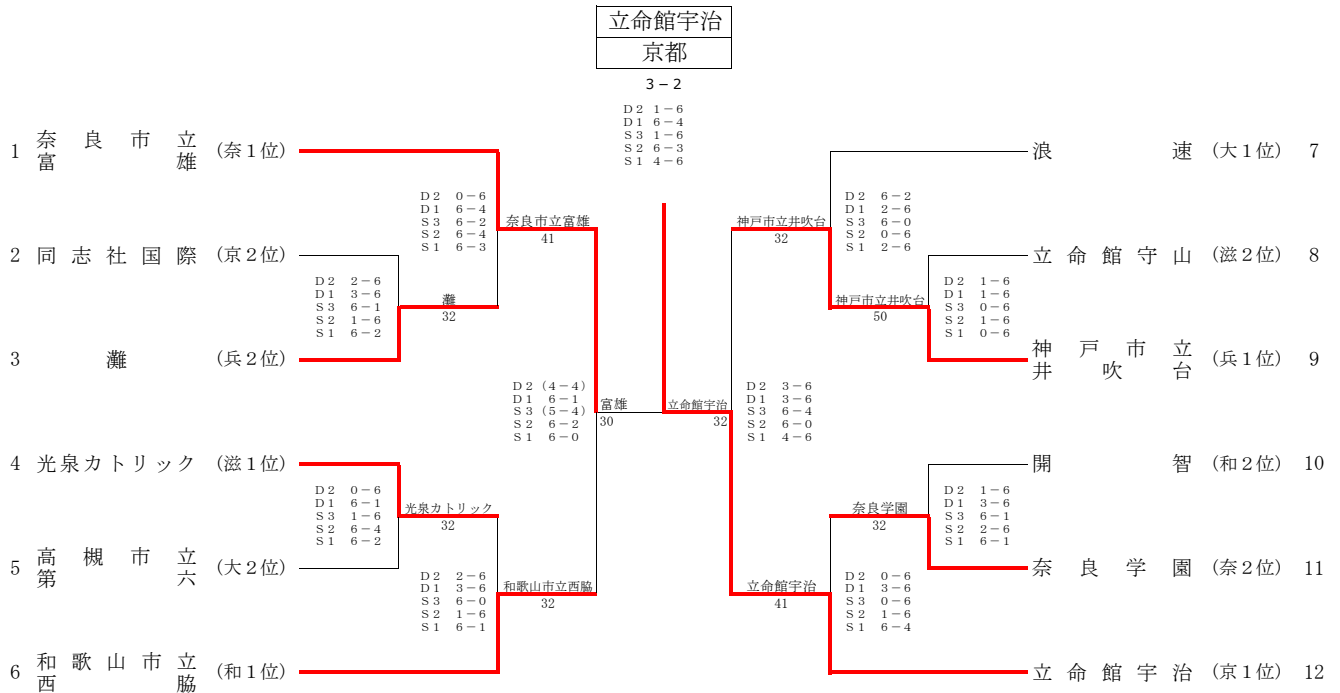 立命館宇治
京都
3－2
Ｄ２ １－６
Ｄ１ ６－４
Ｓ３ １－６
Ｓ２ ６－３
Ｓ１ ４－６
1 奈良市立富雄 (奈１位)
Ｄ２ ０－６
Ｄ１ ６－４
Ｓ３ ６－２
Ｓ２ ６－４
Ｓ１ ６－３
奈良市立富雄
41
2 同志社国際 (京２位)
Ｄ２ ２－６
Ｄ１ ３－６
Ｓ３ ６－１
Ｓ２ １－６
Ｓ１ ６－２
灘
32
3 灘 (兵２位)
Ｄ２ (４－４)
Ｄ１ ６－１
Ｓ３ (５－４)
Ｓ２ ６－２
Ｓ１ ６－０
富雄
30
4 光泉カトリック (滋１位)
Ｄ２ ０－６
Ｄ１ ６－１
Ｓ３ １－６
Ｓ２ ６－４
Ｓ１ ６－２
光泉カトリック
32
5 高槻市立第六 (大２位)
Ｄ２ ２－６
Ｄ１ ３－６
Ｓ３ ６－０
Ｓ２ １－６
Ｓ１ ６－１
和歌山市立西脇
32
6 和歌山市立西脇 (和１位)
浪速 (大１位) 7
Ｄ２ ６－２
Ｄ１ ２－６
Ｓ３ ６－０
Ｓ２ ０－６
Ｓ１ ２－６
神戸市立井吹台
32
立命館守山 (滋２位) 8
Ｄ２ １－６
Ｄ１ １－６
Ｓ３ ０－６
Ｓ２ １－６
Ｓ１ ０－６
神戸市立井吹台
50
神戸市立井吹台 (兵１位) 9
Ｄ２ ３－６
Ｄ１ ３－６
Ｓ３ ６－４
Ｓ２ ６－０
Ｓ１ ４－６
立命館宇治
32
開智 (和２位) 10
Ｄ２ １－６
Ｄ１ ３－６
Ｓ３ ６－１
Ｓ２ ２－６
Ｓ１ ６－１
奈良学園
32
奈良学園 (奈２位) 11
Ｄ２ ０－６
Ｄ１ ３－６
Ｓ３ ０－６
Ｓ２ １－６
Ｓ１ ６－４
立命館宇治
41
立命館宇治 (京１位) 12